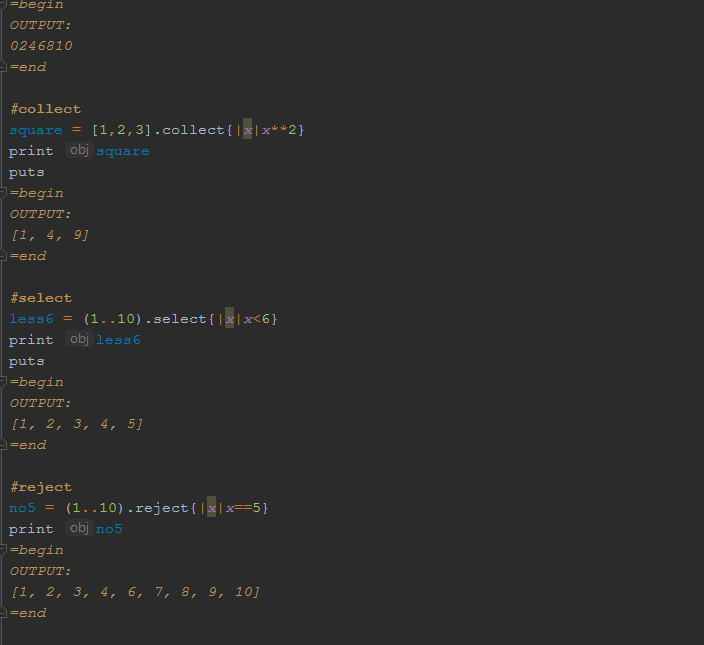 =begin
OUTPUT:
0246810
=end
#collect
square = [1,2,3].collect{|x|x**2}
print obj square
puts
=begin
OUTPUT:
[1, 4, 9]
=end
#select
less6 = (1..10).select{|x|x<6}
print obj less6
puts
=begin
OUTPUT:
[1, 2, 3, 4, 5]
=end
#reject
no5 = (1..10).reject{|x|x==5}
print obj no5
=begin
OUTPUT:
[1, 2, 3, 4, 6, 7, 8, 9, 10]
=end